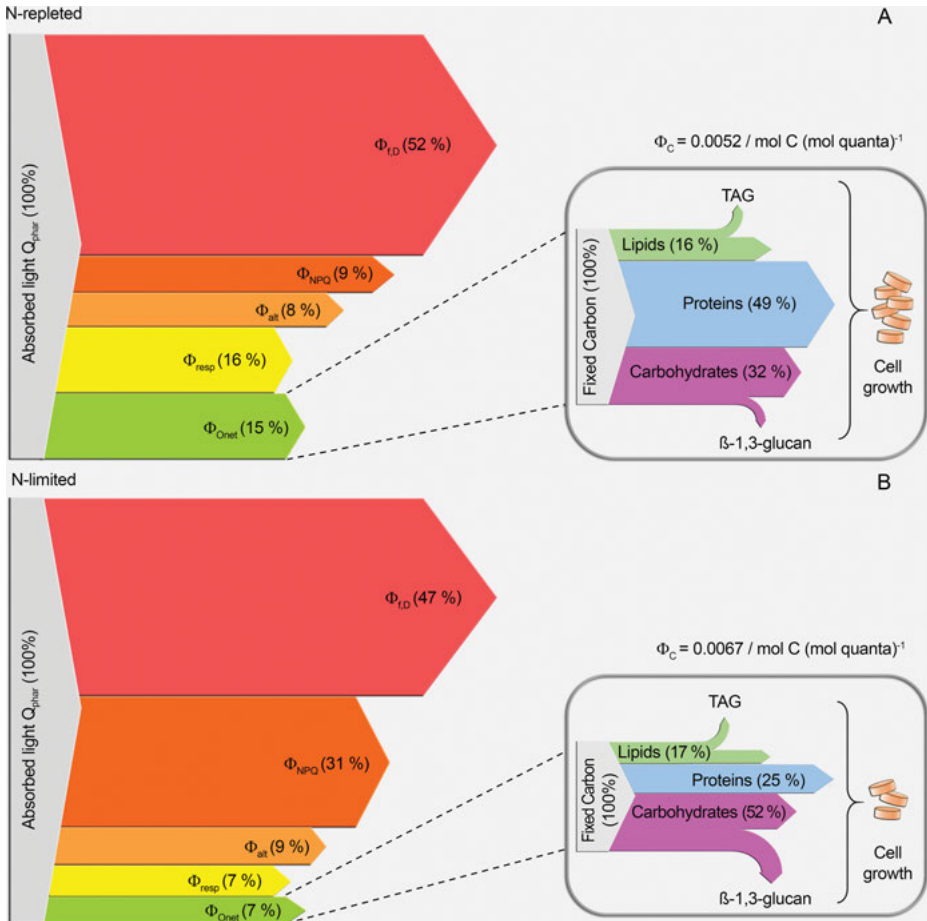 N-repleted
A
Absorbed light Qphar (100%)
Φf,D (52 %)
ΦNPQ (9 %)
Φalt (8 %)
Φresp (16 %)
ΦOnet (15 %)
ΦC = 0.0052 / mol C (mol quanta)-1
Fixed Carbon (100%)
TAG
Lipids (16 %)
Proteins (49 %)
Carbohydrates (32 %)
ß-1,3-glucan
Cell
growth
N-limited
B
Absorbed light Qphar (100%)
Φf,D (47 %)
ΦNPQ (31 %)
Φalt (9 %)
Φresp (7 %)
ΦOnet (7 %)
ΦC = 0.0067 / mol C (mol quanta)-1
Fixed Carbon
(100%)
TAG
Lipids (17 %)
Proteins (25 %)
Carbohydrates (52 %)
ß-1,3-glucan
Cell
growth